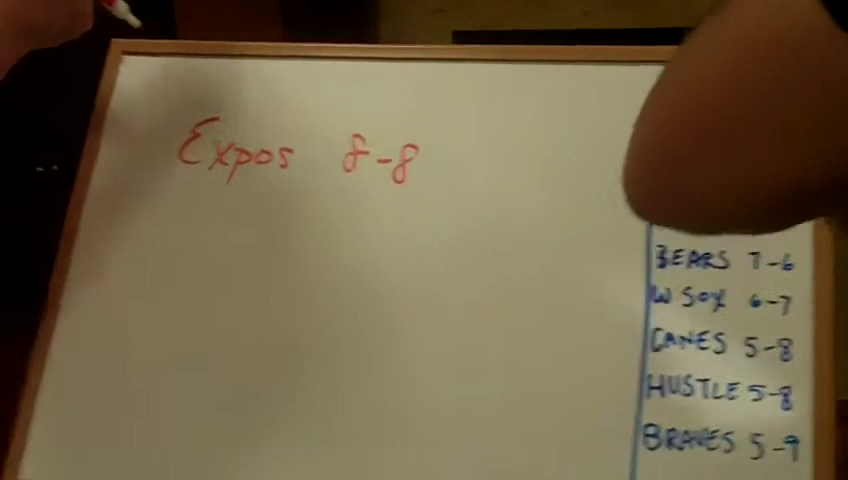 Expos 8-8
BEARS 7-6
W SOX 6-7
CANES 5-8
HUSTLE 5-8
BRAVES 5-9